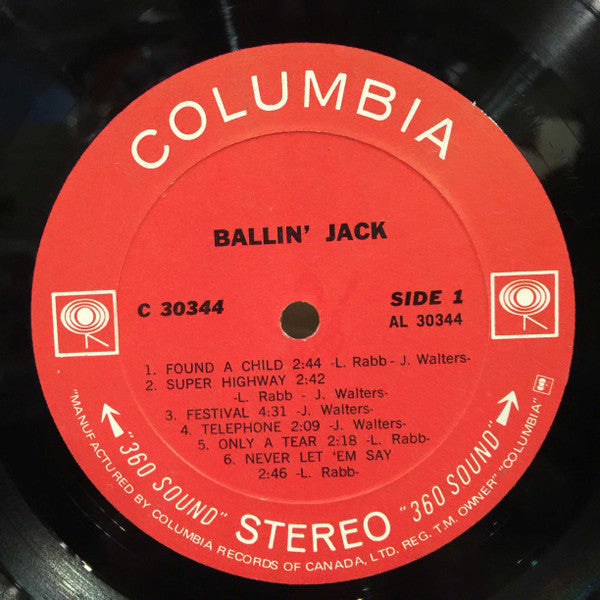 COLUMBIA
BALLIN' JACK
C 30344
SIDE 1
AL 30344
1. FOUND A CHILD 2:44 -L. Rabb - J. Walters-
2. SUPER HIGHWAY 2:42
-L. Rabb - J. Walters-
3. FESTIVAL 4:31 -J. Walters-
4. TELEPHONE 2:09 -J. Walters-
5. ONLY A TEAR 2:18 -L. Rabb-
6. NEVER LET 'EM SAY
2:46 -L. Rabb-
"360 SOUND" STEREO "360 SOUND"
"MANUFACTURED BY COLUMBIA RECORDS OF CANADA, LTD. REG. T.M. OWNER" "COLUMBIA"